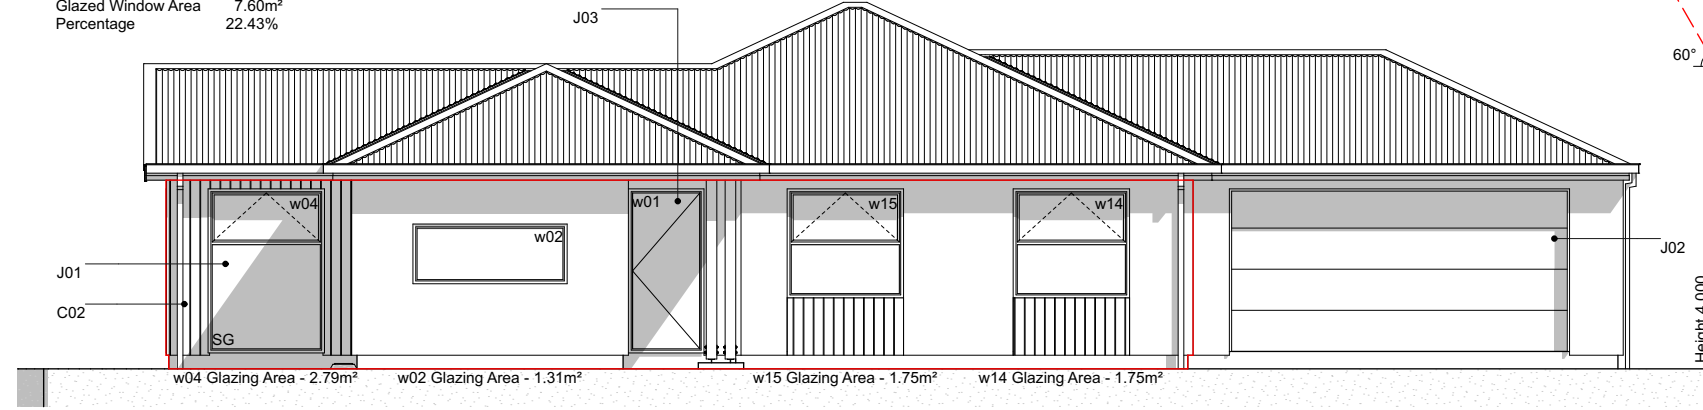 Glazed Window Area 7.60m²
Percentage 22.43%
J03
60°
w04
w01
w15
w14
w02
J01
J02
C02
SG
Height 4.000
w04 Glazing Area - 2.79m²
w02 Glazing Area - 1.31m²
w15 Glazing Area - 1.75m²
w14 Glazing Area - 1.75m²